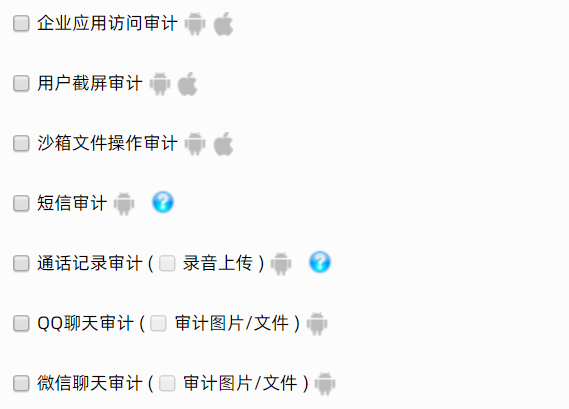 企业应用访问审计
用户截屏审计
沙箱文件操作审计
短信审计
通话记录审计 ( 录音上传 )
QQ聊天审计 ( 审计图片/文件 )
微信聊天审计 ( 审计图片/文件 )